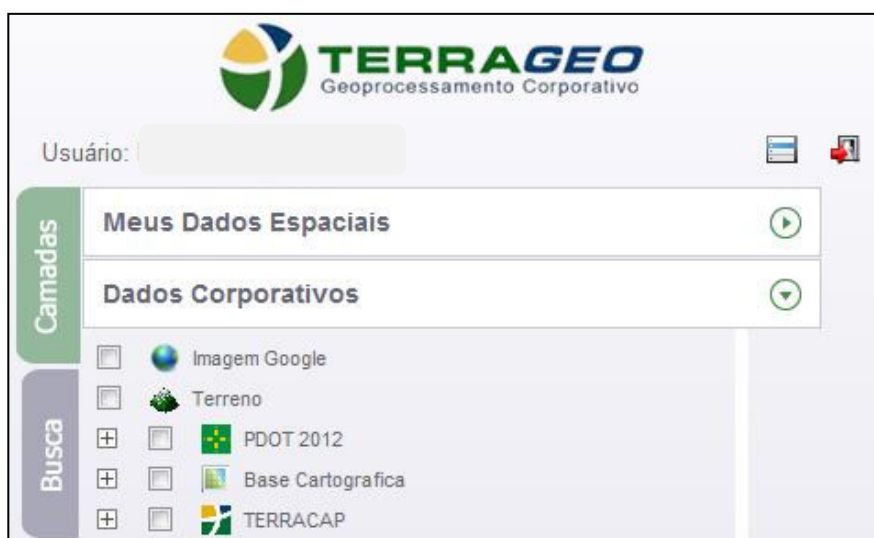 TERRAGEO
Geoprocessamento Corporativo
Usuário:
Camadas
Meus Dados Espaciais
Dados Corporativos
Imagem Google
Terreno
Busca
PDOT 2012
Base Cartografica
TERRACAP